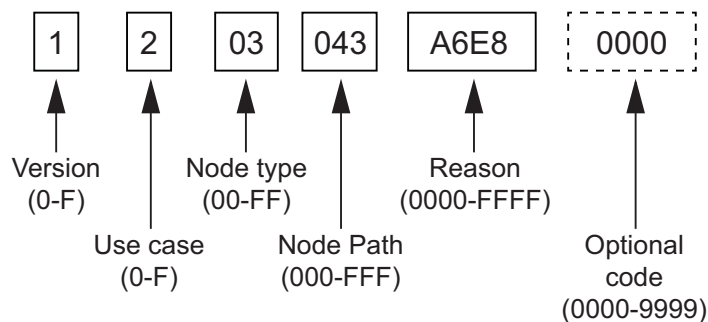 1 2 03 043 A6E8 0000
Version
(0-F)
Node type
(00-FF)
Reason
(0000-FFFF)
Use case
(0-F)
Node Path
(000-FFF)
Optional
code
(0000-9999)